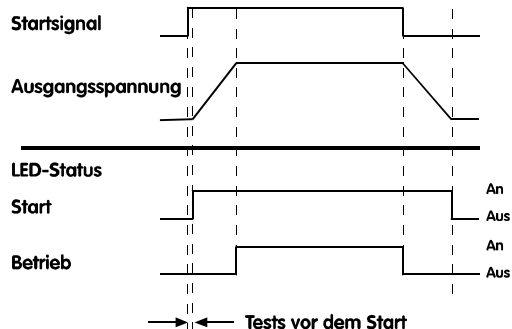 Startsignal
Ausgangsspannung
LED-Status
Start
An
Aus
Betrieb
An
Aus
Tests vor dem Start